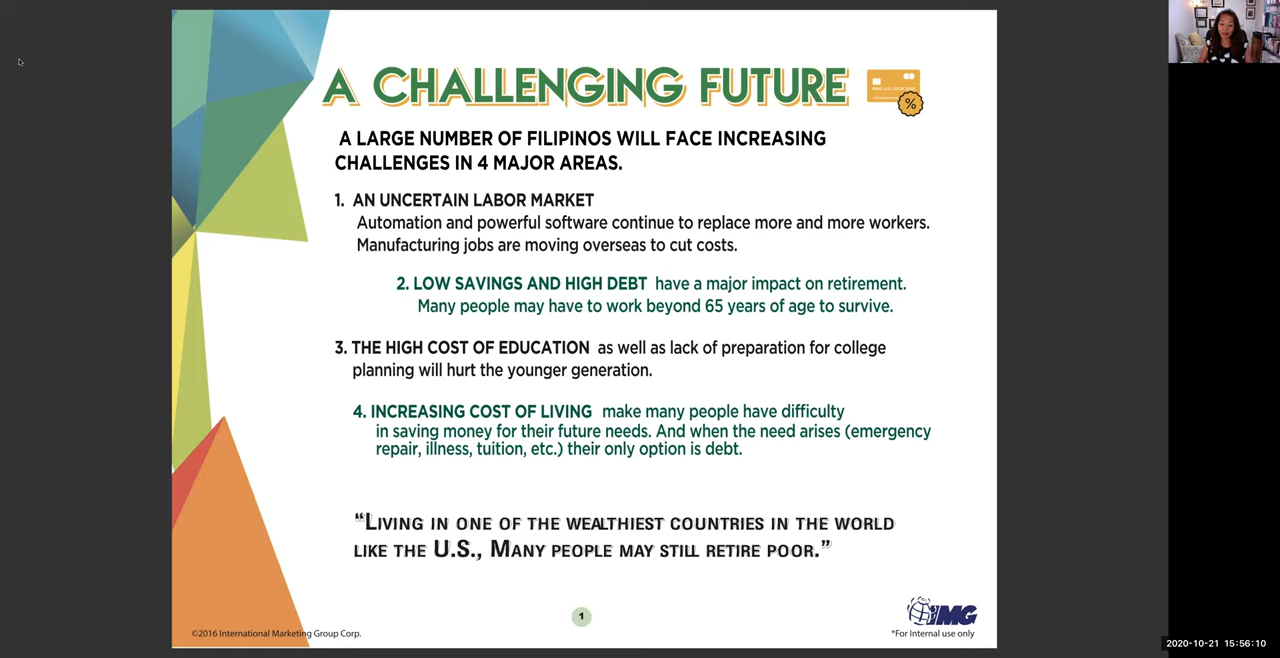 A CHALLENGING FUTURE
%
A LARGE NUMBER OF FILIPINOS WILL FACE INCREASING
CHALLENGES IN 4 MAJOR AREAS.
1. AN UNCERTAIN LABOR MARKET
Automation and powerful software continue to replace more and more workers.
Manufacturing jobs are moving overseas to cut costs.
2. LOW SAVINGS AND HIGH DEBT have a major impact on retirement.
Many people may have to work beyond 65 years of age to survive.
3. THE HIGH COST OF EDUCATION as well as lack of preparation for college
planning will hurt the younger generation.
4. INCREASING COST OF LIVING make many people have difficulty
in saving money for their future needs. And when the need arises (emergency
repair, illness, tuition, etc.) their only option is debt.
“LIVING IN ONE OF THE WEALTHIEST COUNTRIES IN THE WORLD
LIKE THE U.S., MANY PEOPLE MAY STILL RETIRE POOR.”
1
IMG
©2016 International Marketing Group Corp.
*For Internal use only
2020-10-21 15:56:10